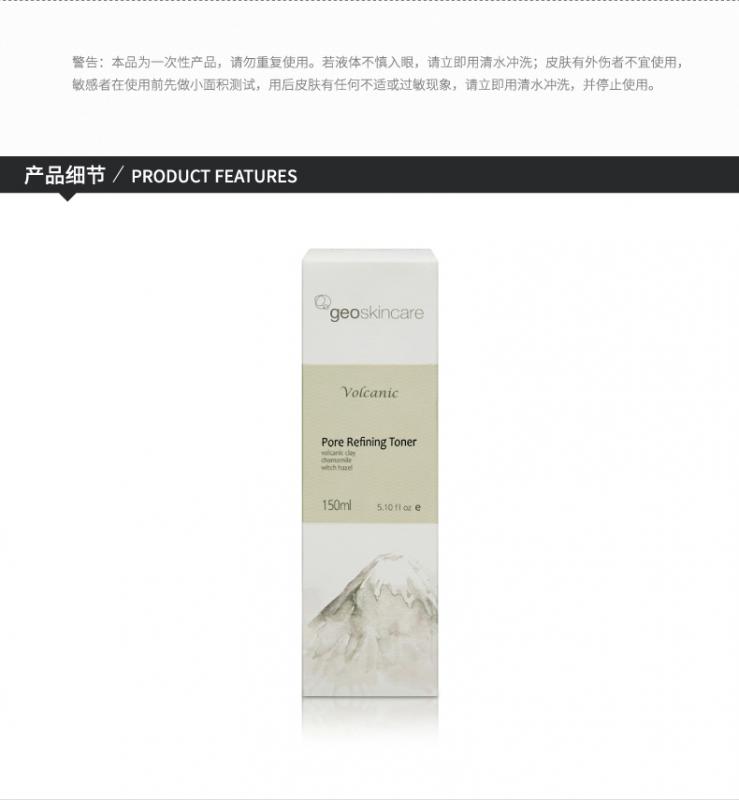 警告：本品为一次性产品，请勿重复使用。若液体不慎入眼，请立即用清水冲洗；皮肤有外伤者不宜使用，
敏感者在使用前先做小面积测试，用后皮肤有任何不适或过敏现象，请立即用清水冲洗，并停止使用。
产品细节 / PRODUCT FEATURES
geoskincare
Volcanic
Pore Refining Toner
volcanic clay
chamomile
witch hazel
150ml 5.10 fl oz e